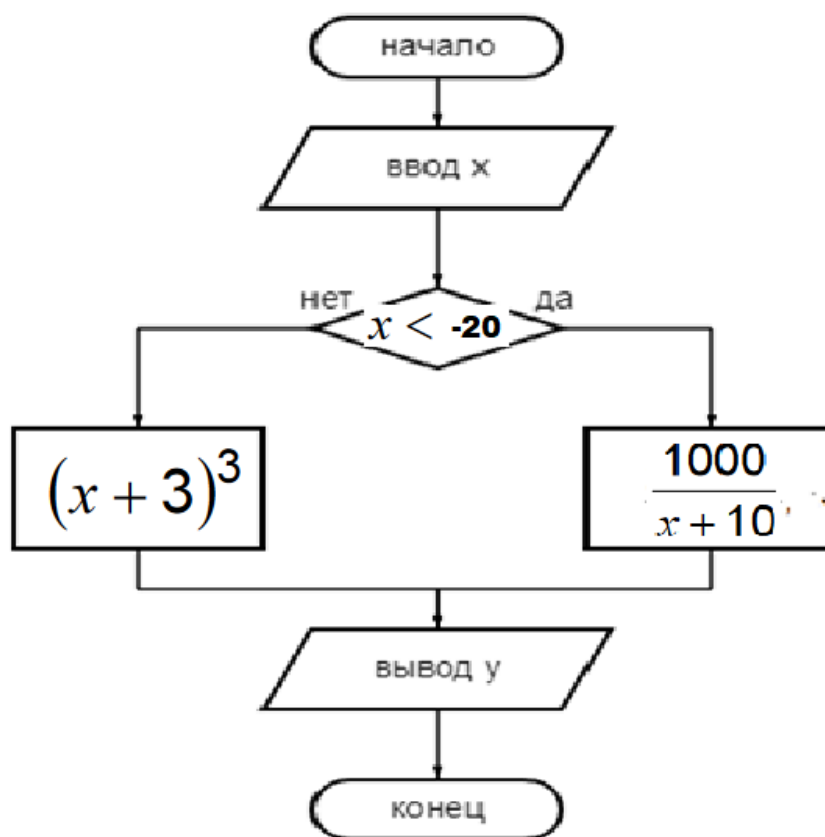 начало
ввод x
нет
да
x < -20
(x + 3)³
1000
x + 10,
вывод y
конец